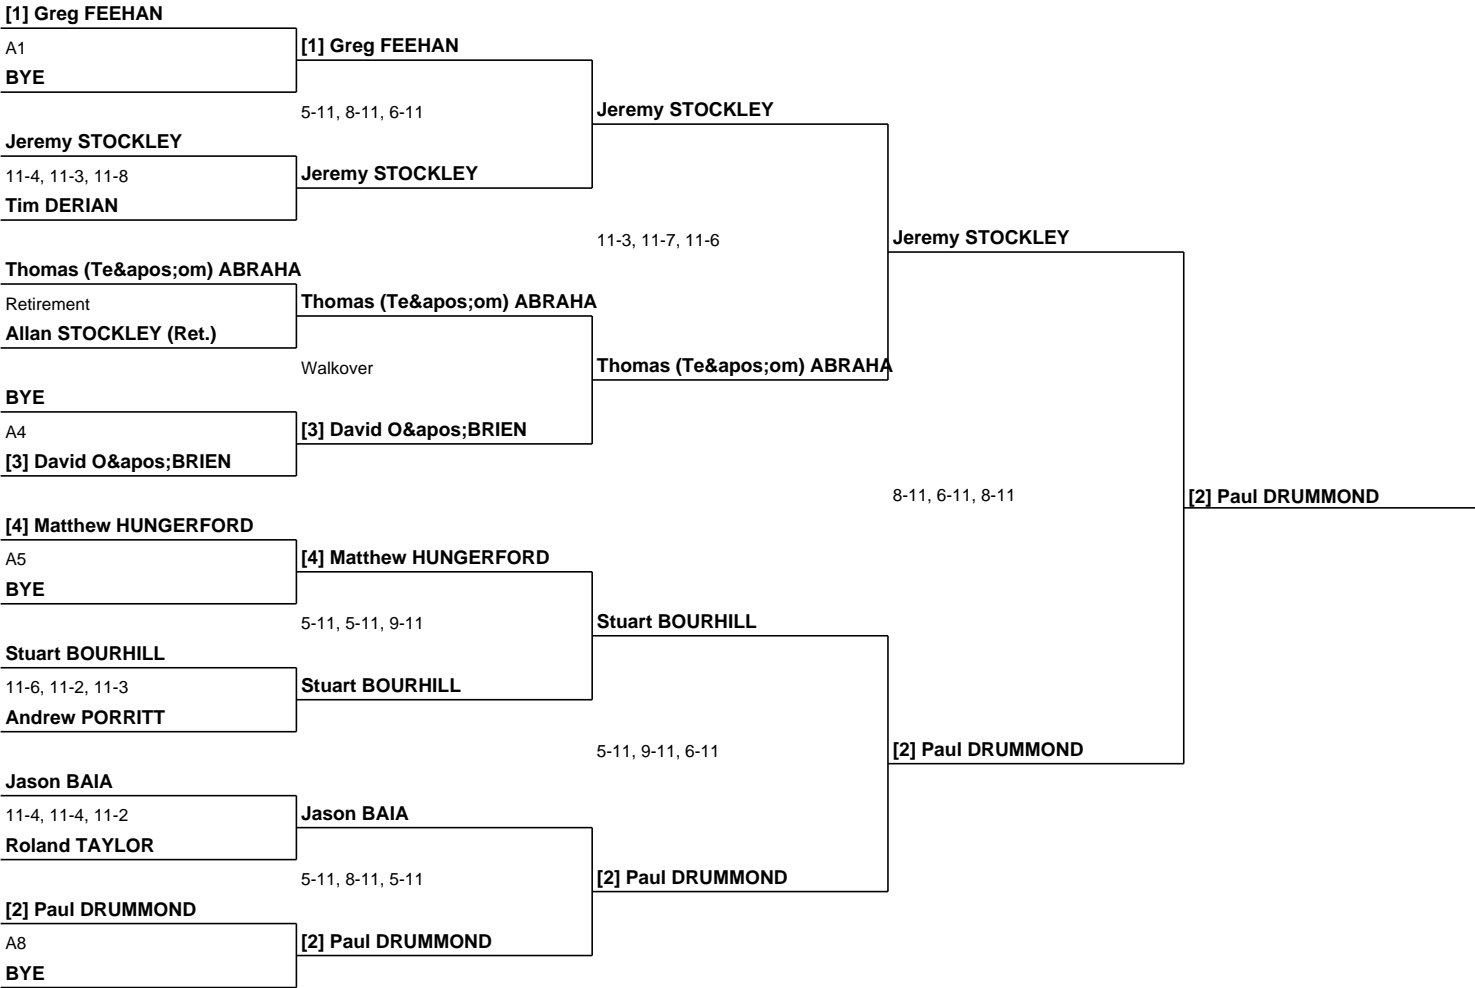 [1] Greg FEEHAN
A1
BYE
[1] Greg FEEHAN
5-11, 8-11, 6-11
Jeremy STOCKLEY
Jeremy STOCKLEY
11-4, 11-3, 11-8
Tim DERIAN
Jeremy STOCKLEY
11-3, 11-7, 11-6
Jeremy STOCKLEY
Thomas (Te&apos;om) ABRAHA
Retirement
Allan STOCKLEY (Ret.)
Thomas (Te&apos;om) ABRAHA
Walkover
Thomas (Te&apos;om) ABRAHA
BYE
A4
[3] David O&apos;BRIEN
[3] David O&apos;BRIEN
8-11, 6-11, 8-11
[2] Paul DRUMMOND
[4] Matthew HUNGERFORD
A5
BYE
[4] Matthew HUNGERFORD
5-11, 5-11, 9-11
Stuart BOURHILL
Stuart BOURHILL
11-6, 11-2, 11-3
Andrew PORRITT
Stuart BOURHILL
5-11, 9-11, 6-11
[2] Paul DRUMMOND
Jason BAIA
11-4, 11-4, 11-2
Roland TAYLOR
Jason BAIA
5-11, 8-11, 5-11
[2] Paul DRUMMOND
[2] Paul DRUMMOND
A8
BYE
[2] Paul DRUMMOND